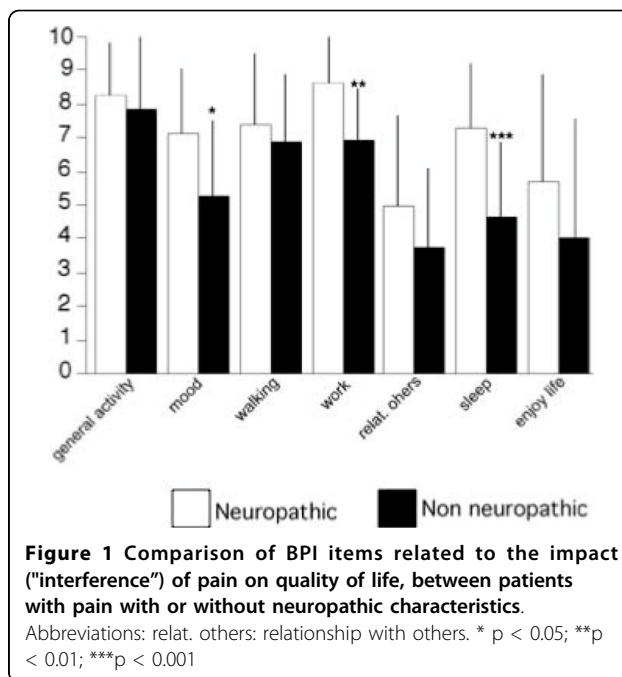 10
9
8
7
6
5
4
3
2
1
0
*
**
***
general activity
mood
walking
work
relat. ohers
sleep
enjoy life
Neuropathic
Non neuropathic
Figure 1 Comparison of BPI items related to the impact
("interference”) of pain on quality of life, between patients
with pain with or without neuropathic characteristics.
Abbreviations: relat. others: relationship with others. * p < 0.05; **p
< 0.01; ***p < 0.001